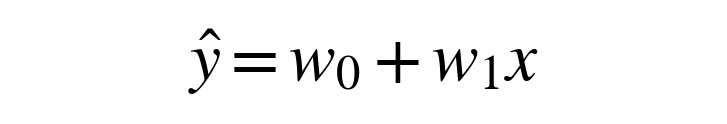 ŷ = w₀ + w₁x